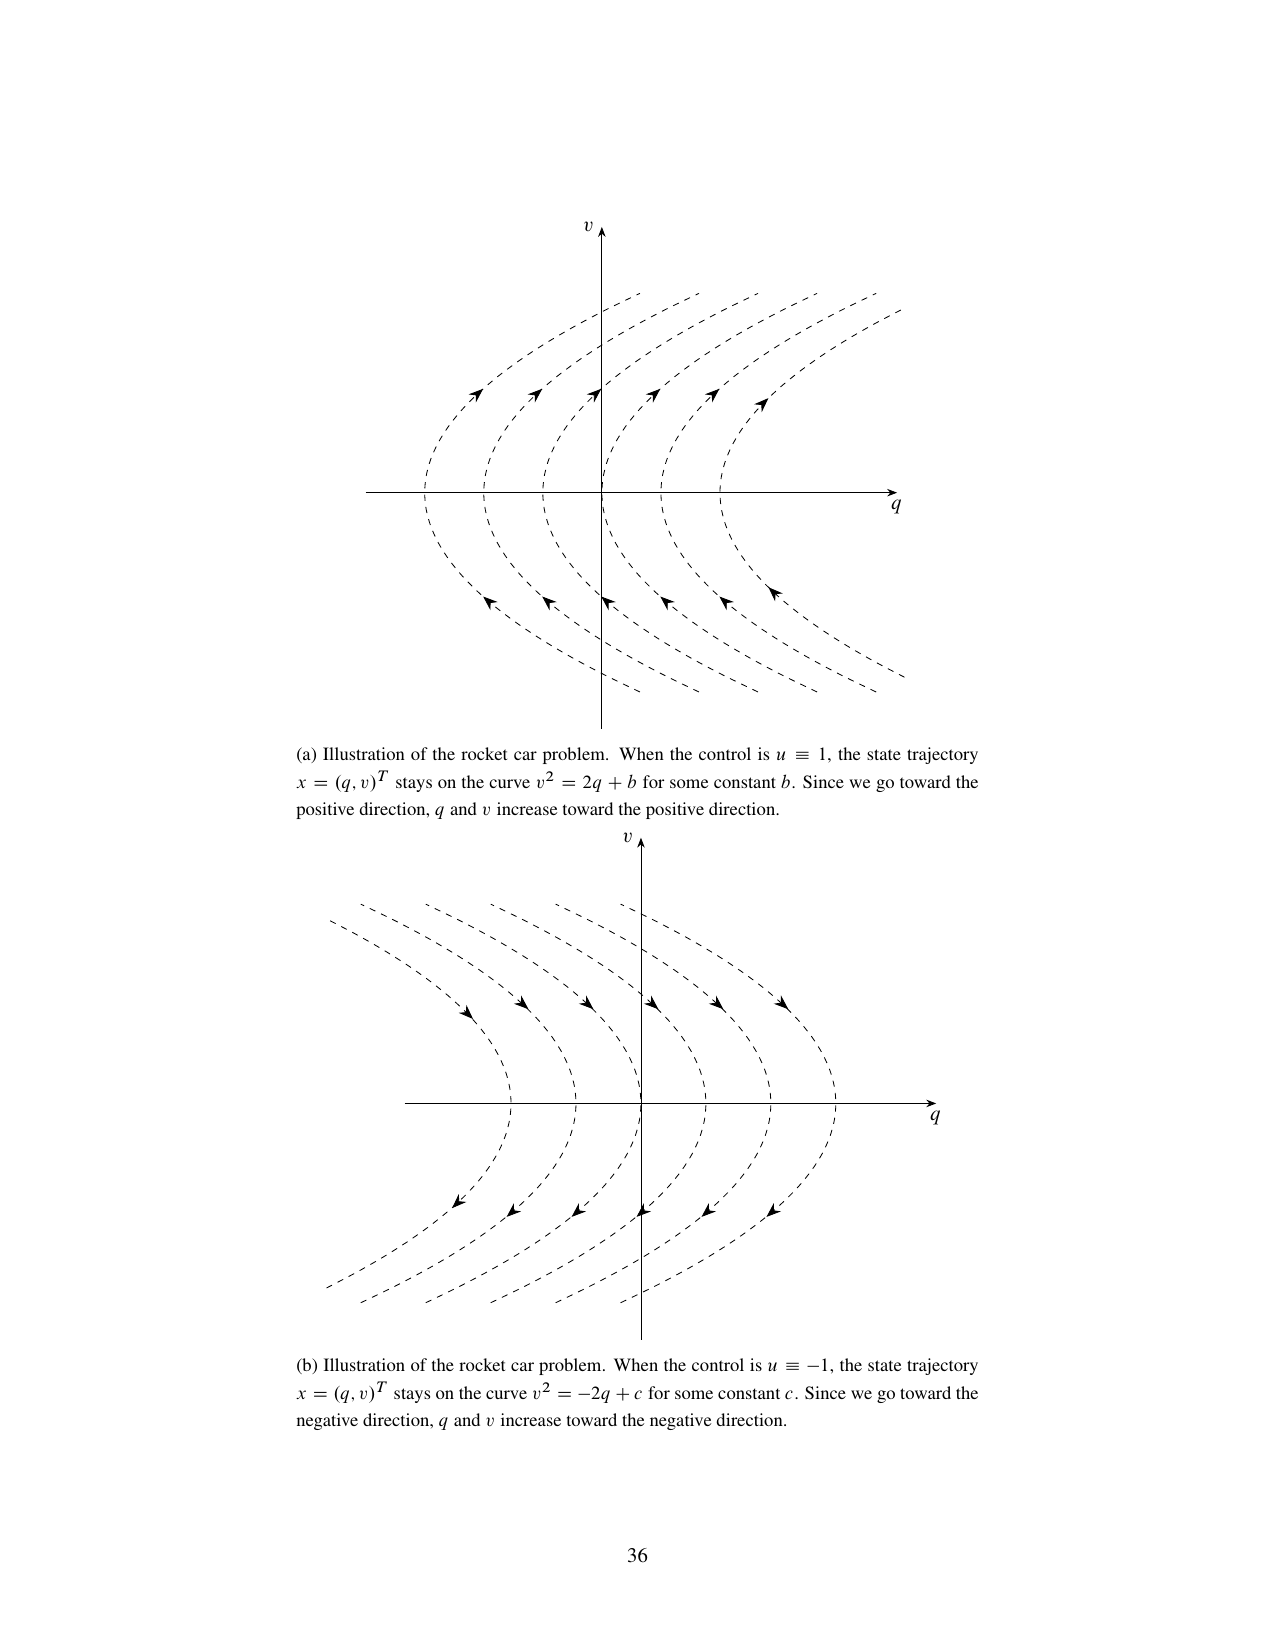 v
q
(a) Illustration of the rocket car problem. When the control is u ≡ 1, the state trajectory
x = (q, v)^T stays on the curve v^2 = 2q + b for some constant b. Since we go toward the
positive direction, q and v increase toward the positive direction.
v
q
(b) Illustration of the rocket car problem. When the control is u ≡ −1, the state trajectory
x = (q, v)^T stays on the curve v^2 = −2q + c for some constant c. Since we go toward the
negative direction, q and v increase toward the negative direction.
36